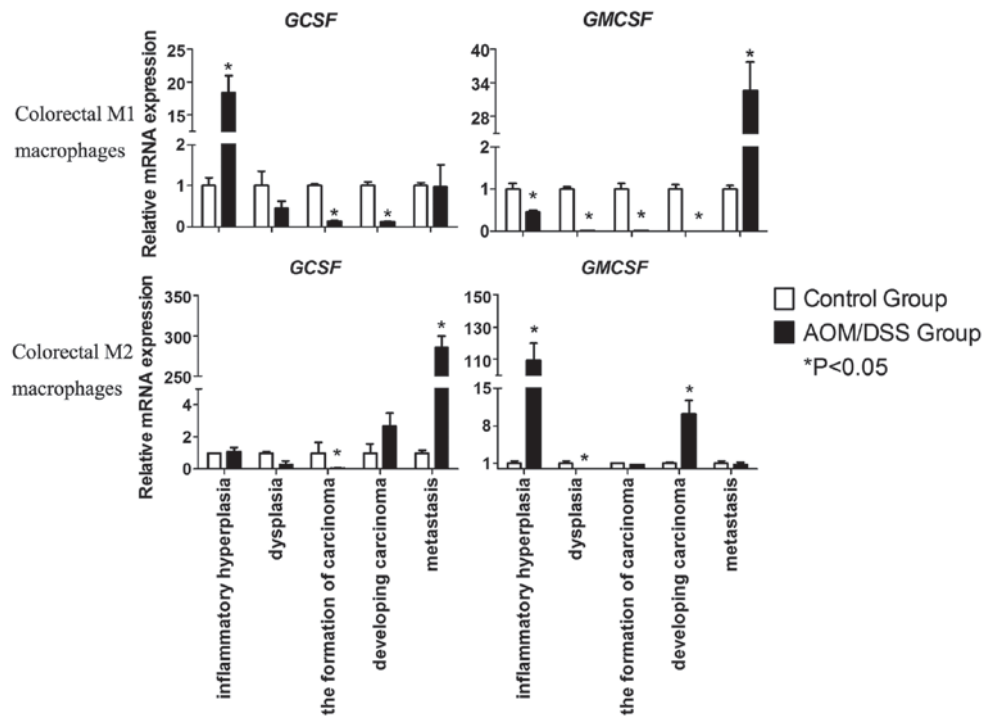 GCSF
GMCSF
Colorectal M1
macrophages
Relative mRNA expression
25
20
15
2
1
0
*
*
*
40
34
28
2
1
0
*
*
*
*
*
GCSF
GMCSF
Colorectal M2
macrophages
Relative mRNA expression
350
300
250
4
2
0
*
*
150
130
110
15
8
1
*
*
*
Control Group
AOM/DSS Group
*P<0.05
inflammatory hyperplasia
dysplasia
the formation of carcinoma
developing carcinoma
metastasis
inflammatory hyperplasia
dysplasia
the formation of carcinoma
developing carcinoma
metastasis